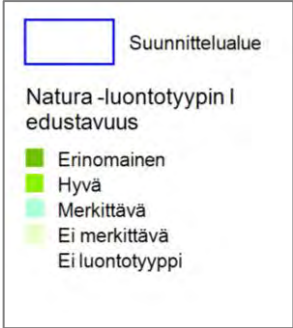 Suunnittelualue
Natura -luontotyypin I
edustavuus
Erinomainen
Hyvä
Merkittävä
Ei merkittävä
Ei luontotyyppi